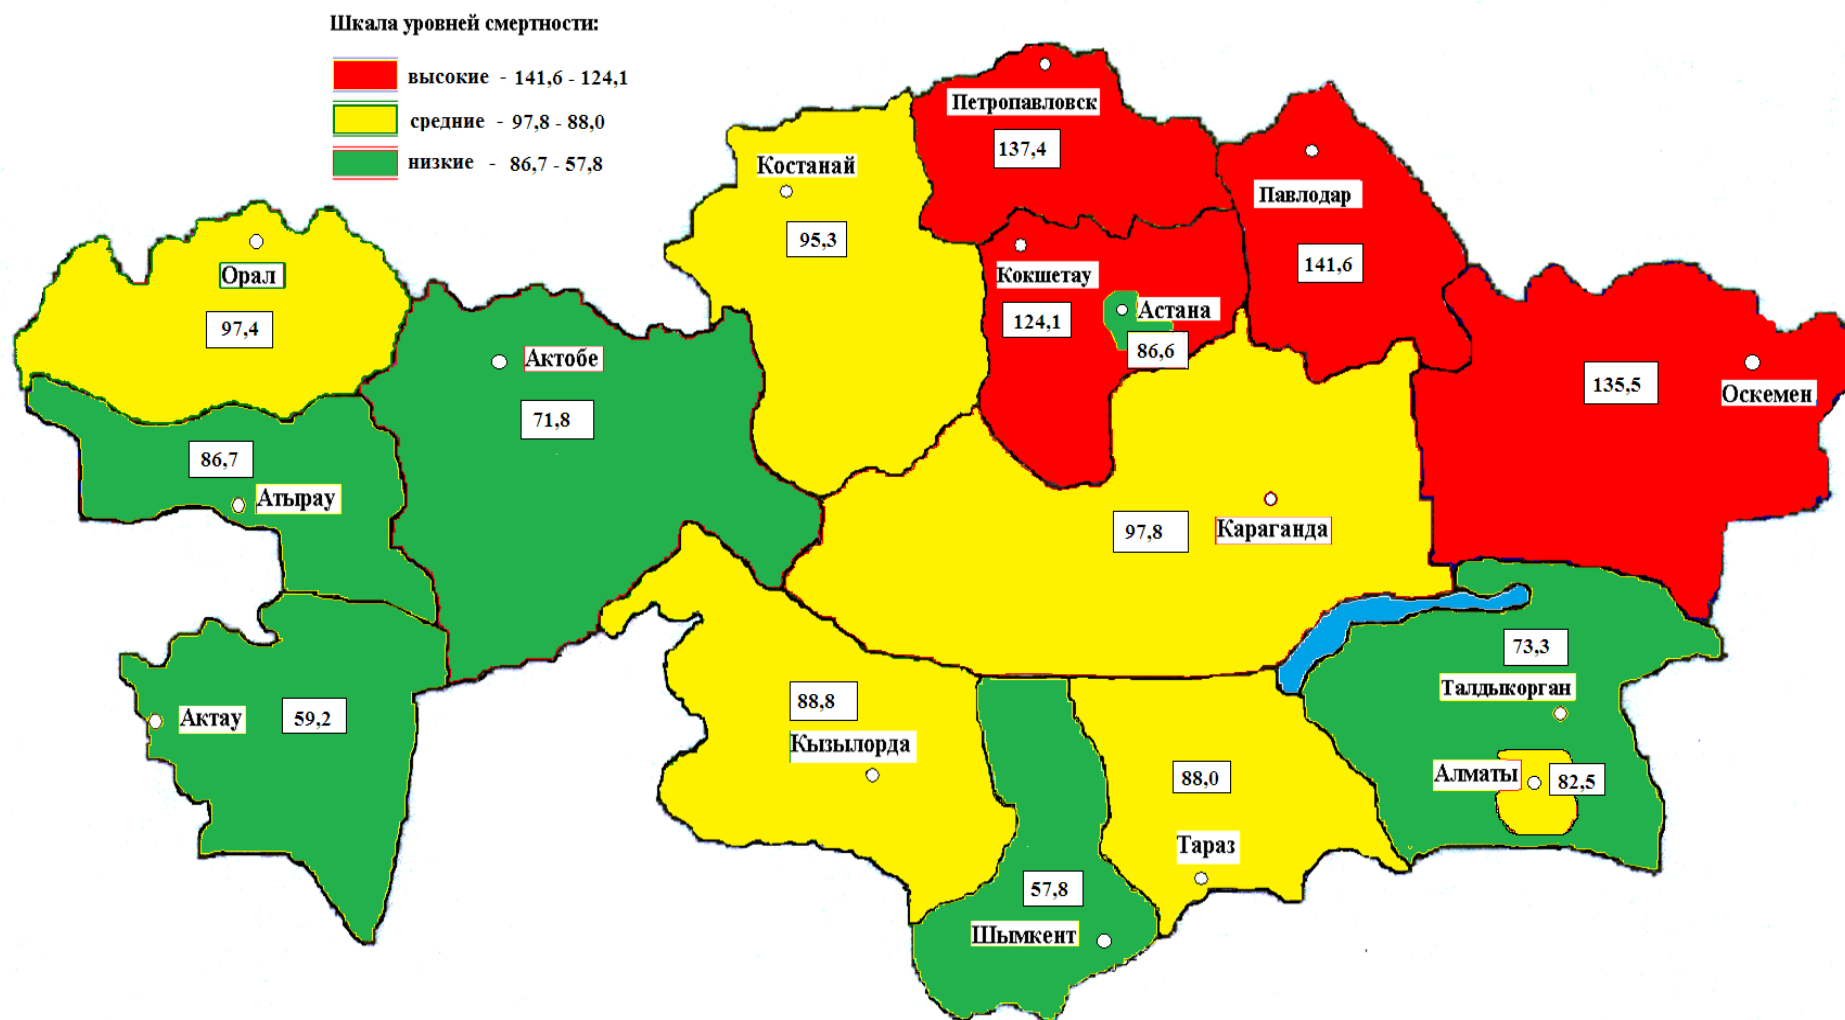 Шкала уровней смертности:
высокие - 141,6 - 124,1
средние - 97,8 - 88,0
низкие - 86,7 - 57,8
Петропавловск
137,4
Костанай
95,3
Павлодар
141,6
Кокшетау
124,1
Астана
86,6
Орал
97,4
Актобе
71,8
135,5
Оскемен
86,7
Атырау
97,8
Караганда
73,3
Талдыкорган
Актау
59,2
88,8
Кызылорда
88,0
Тараз
Алматы
82,5
57,8
Шымкент